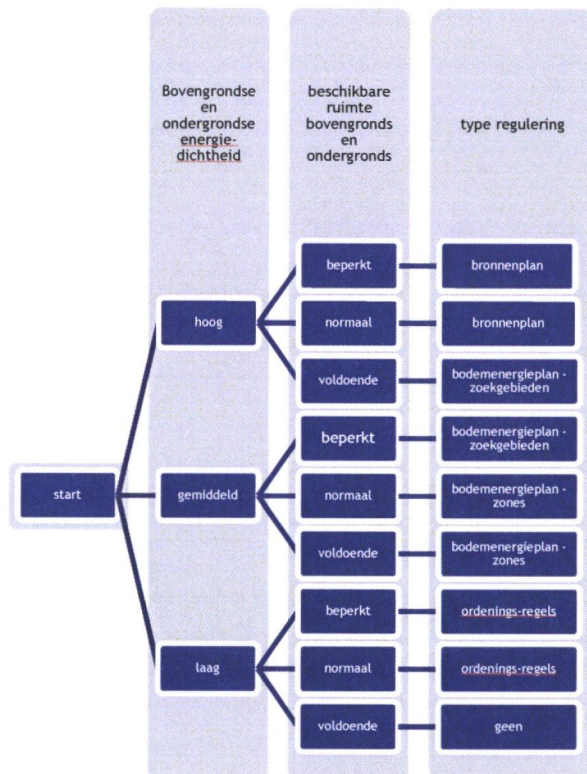 Bovengrondse
en
ondergrondse
energie-
dichtheid
beschikbare
ruimte
bovengronds
en
ondergronds
type regulering
start
hoog
beperkt
bronnenplan
normaal
bronnenplan
voldoende
bodemenergieplan -
zoekgebieden
gemiddeld
beperkt
bodemenergieplan -
zoekgebieden
normaal
bodemenergieplan -
zones
voldoende
bodemenergieplan -
zones
laag
beperkt
ordenings-regels
normaal
ordenings-regels
voldoende
geen